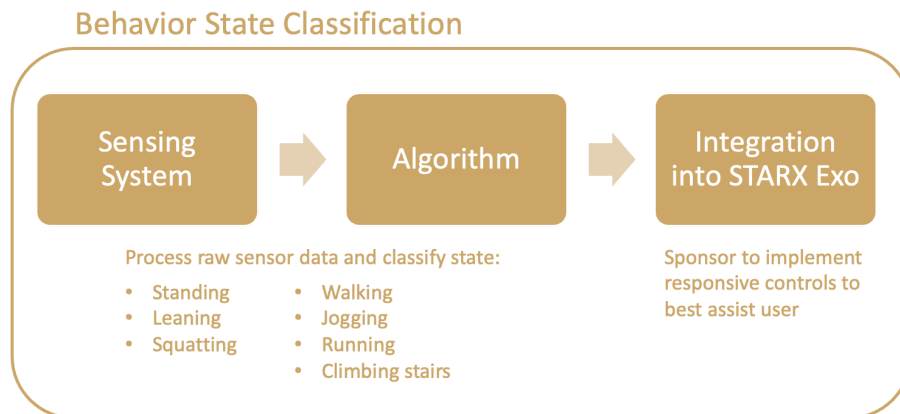 Behavior State Classification
Sensing
System
Algorithm
Integration
into STARX Exo
Process raw sensor data and classify state:
• Standing
• Leaning
• Squatting
• Walking
• Jogging
• Running
• Climbing stairs
Sponsor to implement
responsive controls to
best assist user